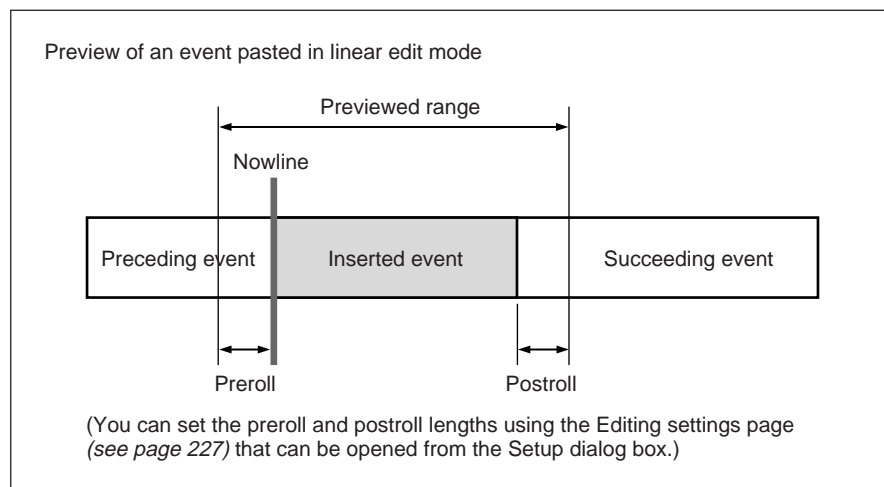 Preview of an event pasted in linear edit mode
Previewed range
Nowline
Preceding event
Inserted event
Succeeding event
Preroll
Postroll
(You can set the preroll and postroll lengths using the Editing settings page
(see page 227) that can be opened from the Setup dialog box.)